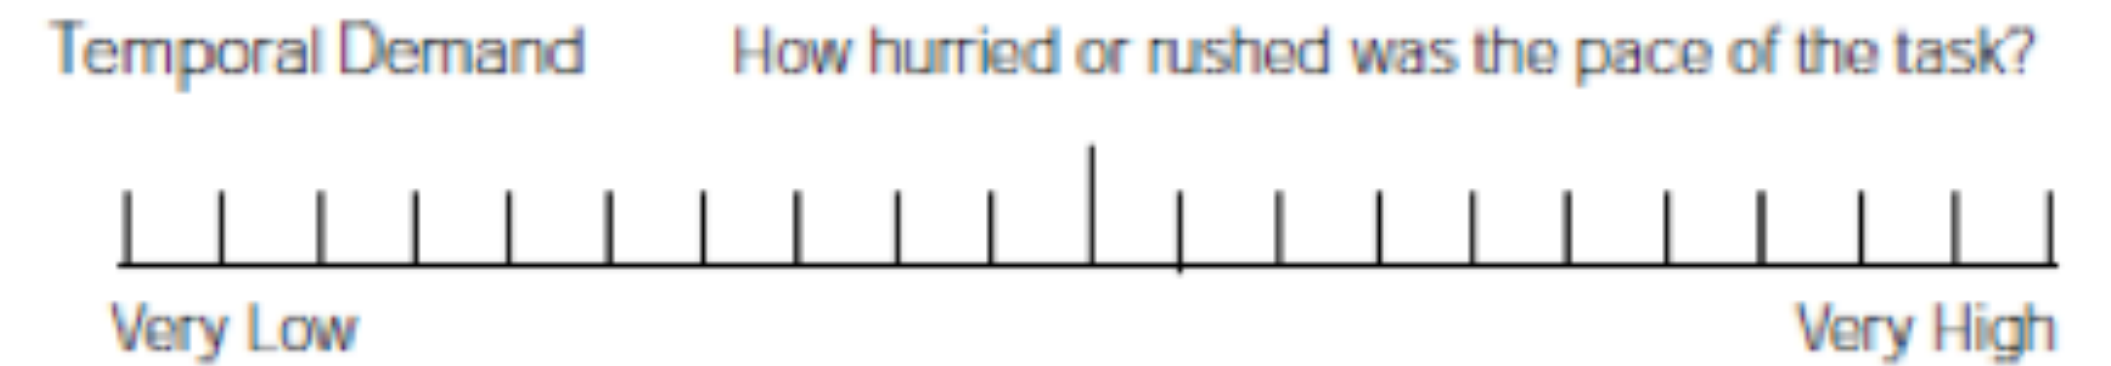 Temporal Demand How hurried or rushed was the pace of the task?
Very Low Very High